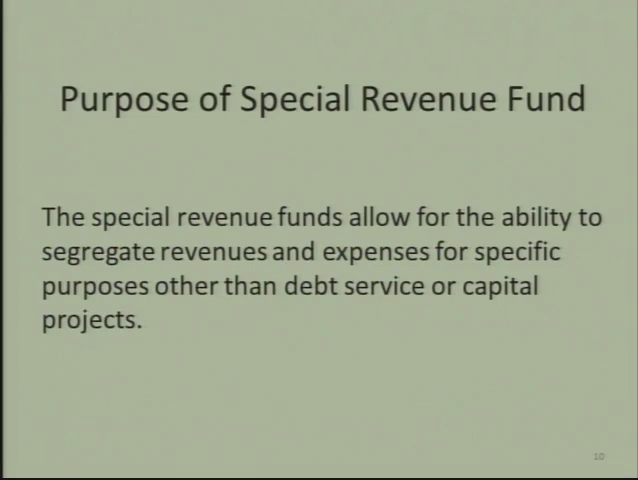 Purpose of Special Revenue Fund
The special revenue funds allow for the ability to
segregate revenues and expenses for specific
purposes other than debt service or capital
projects.
10